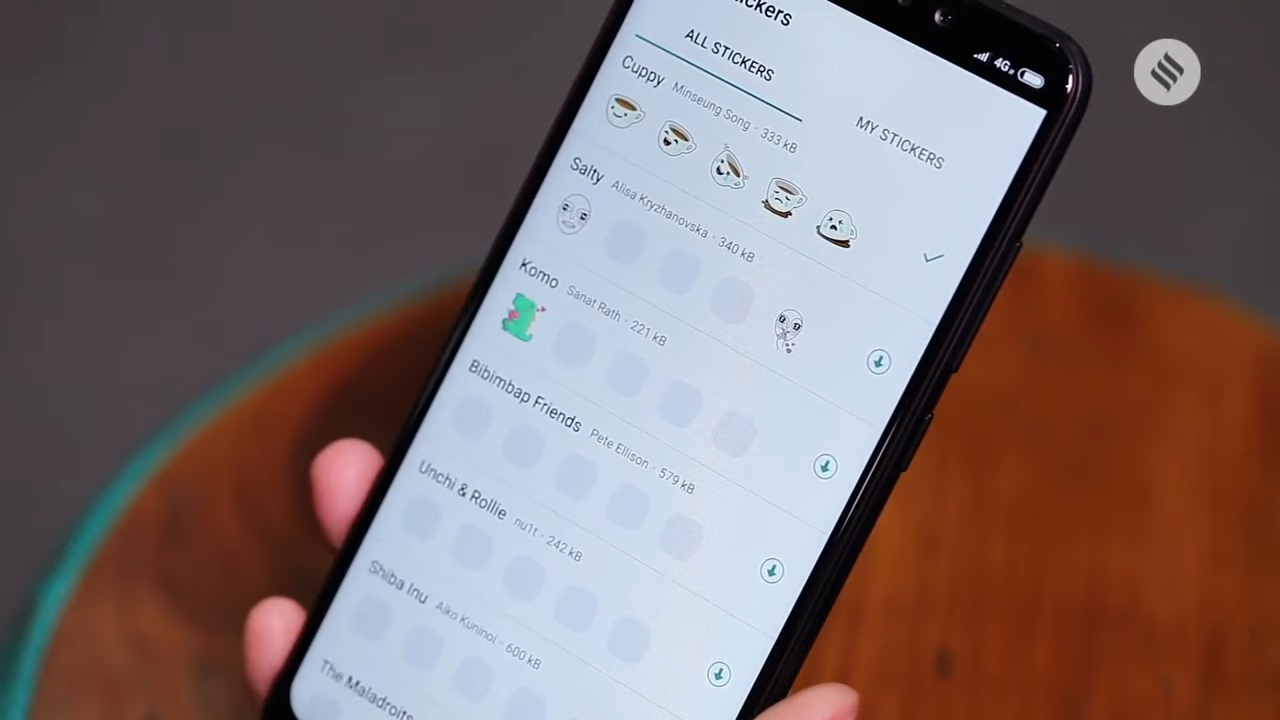 4G
ALL STICKERS
MY STICKERS
Cuppy Minseung Song · 333 kB
Salty Alisa Kryzhanovska · 340 kB
Komo Sanat Rath · 221 kB
Bibimbap Friends Pete Ellison · 579 kB
Unchi & Rollie nu1t · 242 kB
Shiba Inu Aiko Kuninoi · 600 kB
The Maladroits